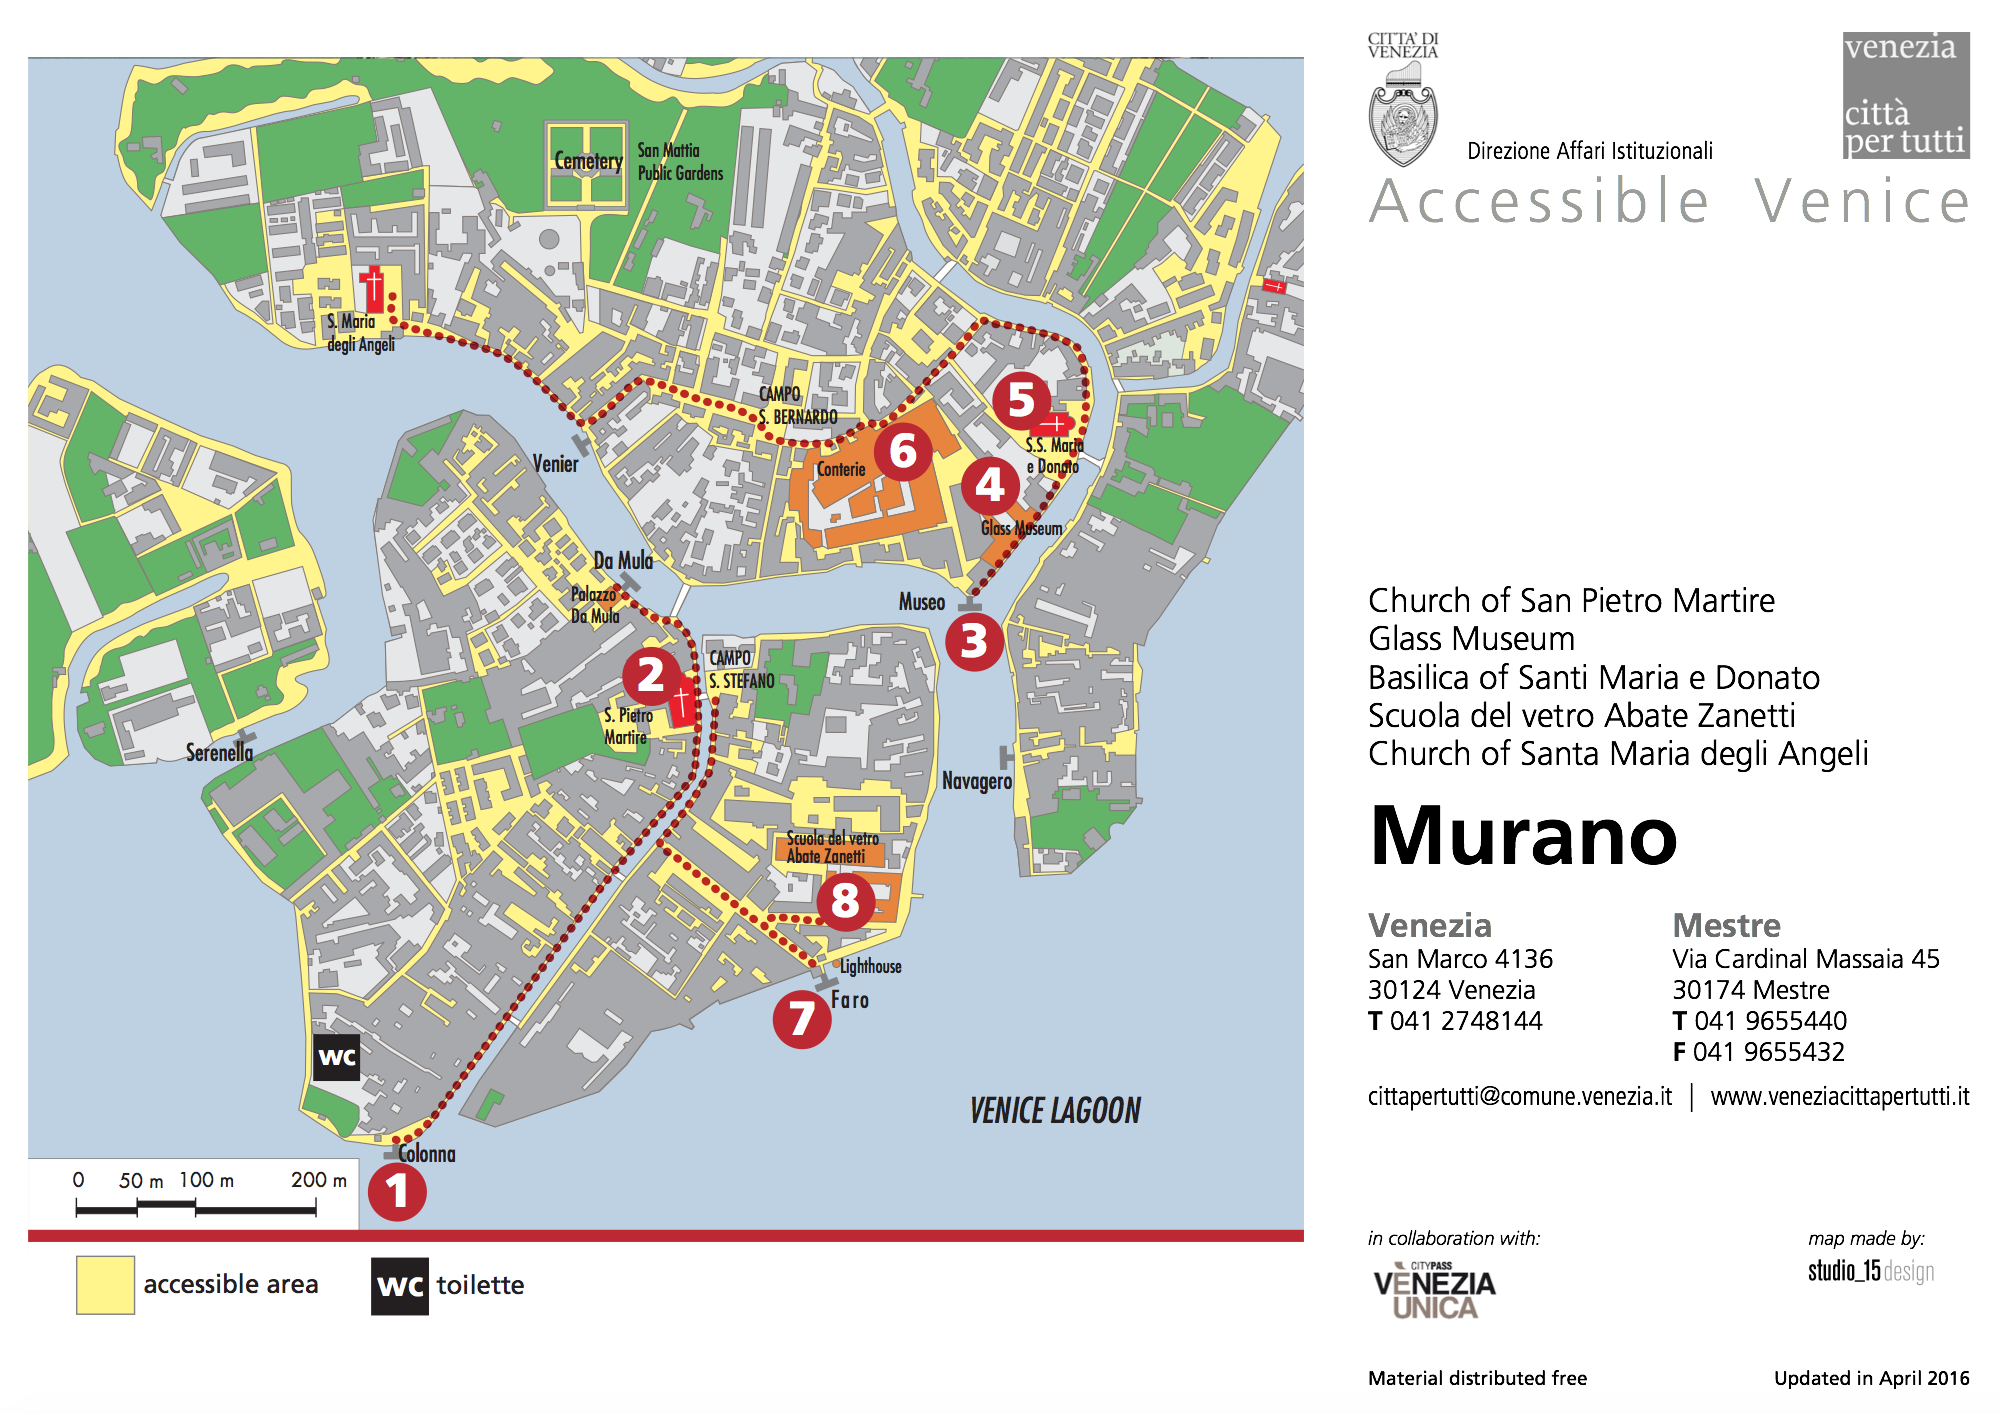 CITTA' DI
VENEZIA
Direzione Affari Istituzionali
venezia
città
per tutti
Accessible Venice
Cemetery
San Mattia
Public Gardens
S. Maria
degli Angeli
CAMPO
S. BERNARDO
5
S.S. Maria
e Donato
6
Conterie
4
Glass Museum
Venier
Da Mula
Palazzo
Da Mula
Museo
3
2
CAMPO
S. STEFANO
S. Pietro
Martire
Serenella
Navagero
Scuola del vetro
Abate Zanetti
8
Lighthouse
Faro
7
wc
VENICE LAGOON
Colonna
1
0 50 m 100 m 200 m
accessible area
wc toilette
Church of San Pietro Martire
Glass Museum
Basilica of Santi Maria e Donato
Scuola del vetro Abate Zanetti
Church of Santa Maria degli Angeli
Murano
Venezia
San Marco 4136
30124 Venezia
T 041 2748144
Mestre
Via Cardinal Massaia 45
30174 Mestre
T 041 9655440
F 041 9655432
cittapertutti@comune.venezia.it | www.veneziacittapertutti.it
in collaboration with:
CITYPASS
VENEZIA
UNICA
map made by:
studio_15 design
Material distributed free
Updated in April 2016